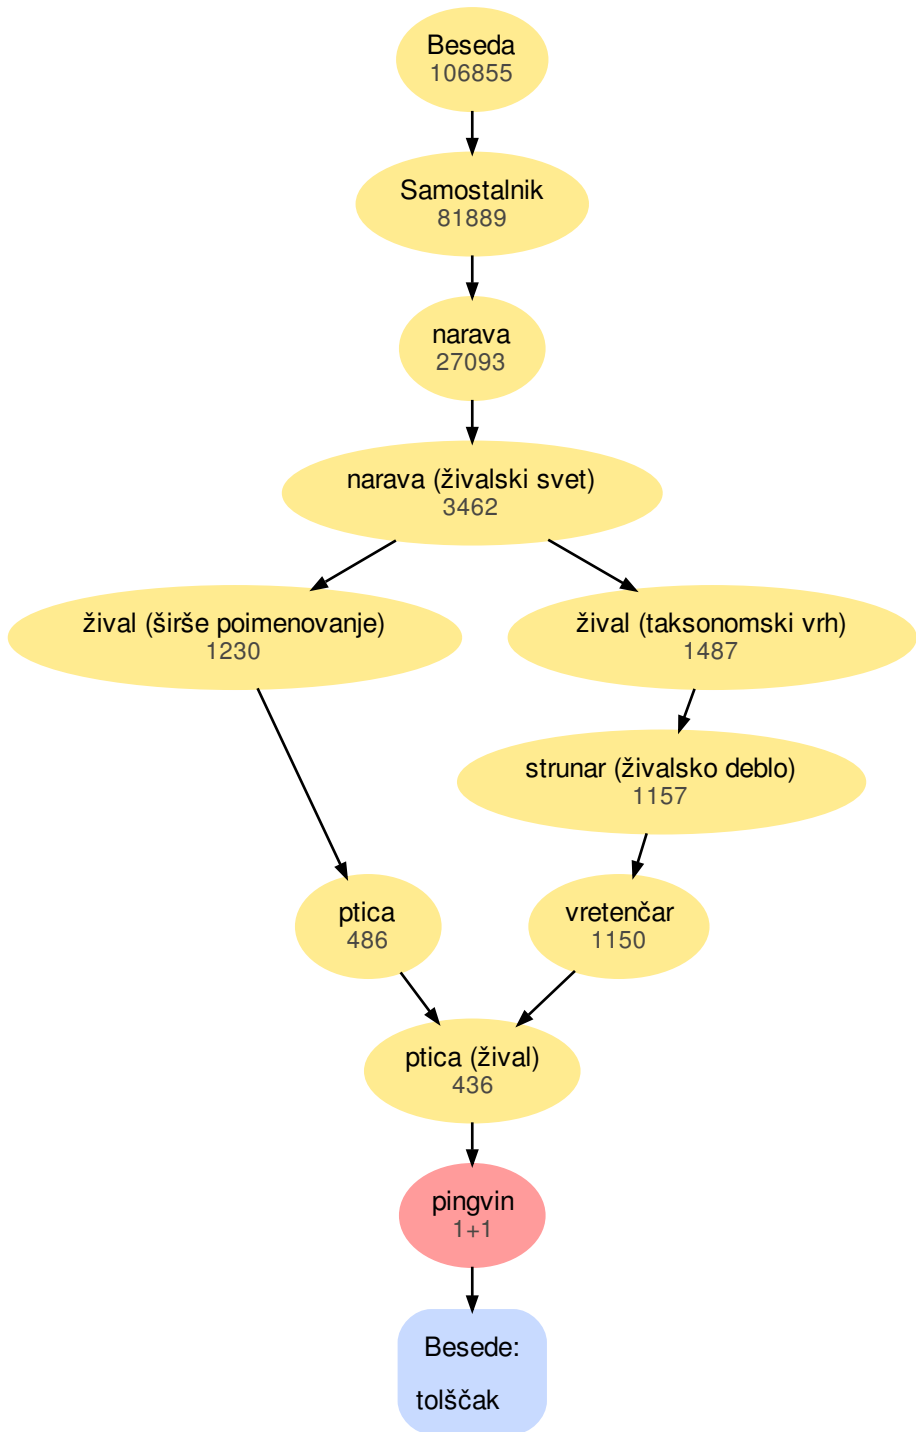 Beseda
106855
Samostalnik
81889
narava
27093
narava (živalski svet)
3462
žival (širše poimenovanje)
1230
žival (taksonomski vrh)
1487
strunar (živalsko deblo)
1157
ptica
486
vretenčar
1150
ptica (žival)
436
pingvin
1+1
Besede:
tolščak